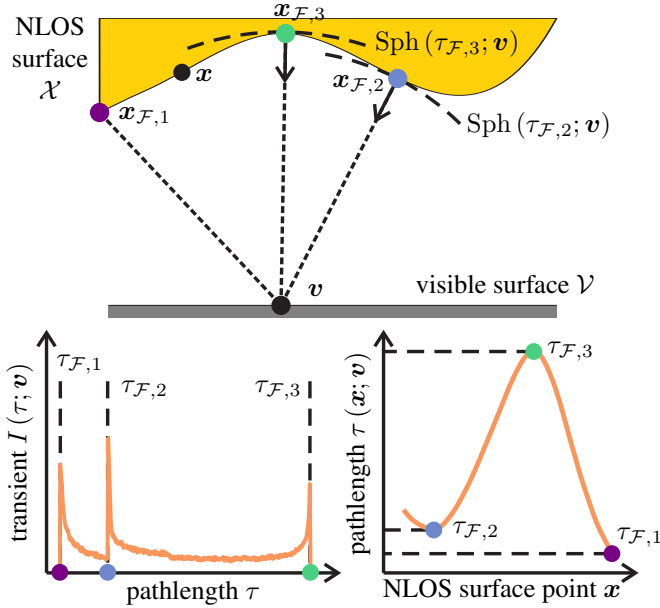 NLOS
surface
𝒳
x_{ℱ,3}
Sph (τ_{ℱ,3}; v)
x
x_{ℱ,2}
x_{ℱ,1}
Sph (τ_{ℱ,2}; v)
v
visible surface 𝒱
transient I (τ; v)
τ_{ℱ,1}
τ_{ℱ,2}
τ_{ℱ,3}
pathlength τ
pathlength τ (x; v)
τ_{ℱ,3}
τ_{ℱ,2}
τ_{ℱ,1}
NLOS surface point x